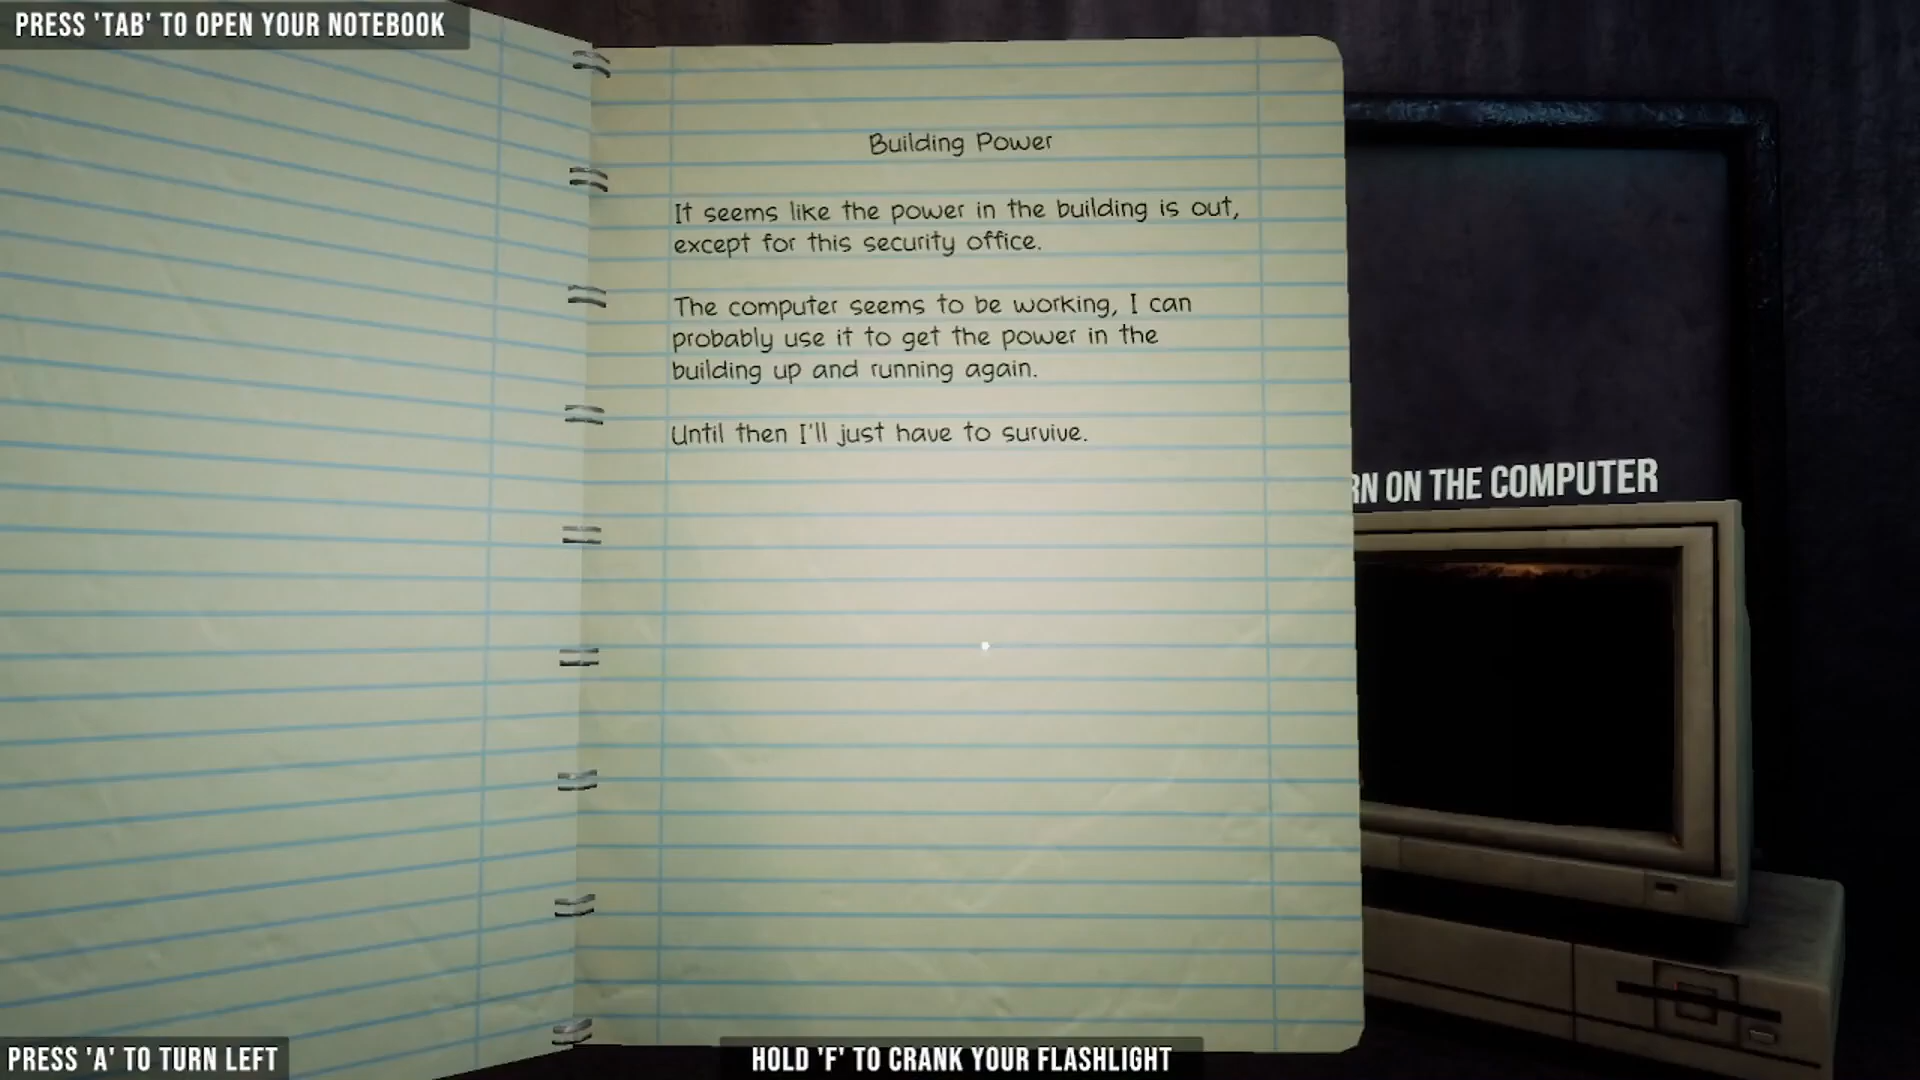 PRESS 'TAB' TO OPEN YOUR NOTEBOOK
Building Power
It seems like the power in the building is out,
except for this security office.
The computer seems to be working, I can
probably use it to get the power in the
building up and running again.
Until then I'll just have to survive.
ON THE COMPUTER
PRESS 'A' TO TURN LEFT
HOLD 'F' TO CRANK YOUR FLASHLIGHT